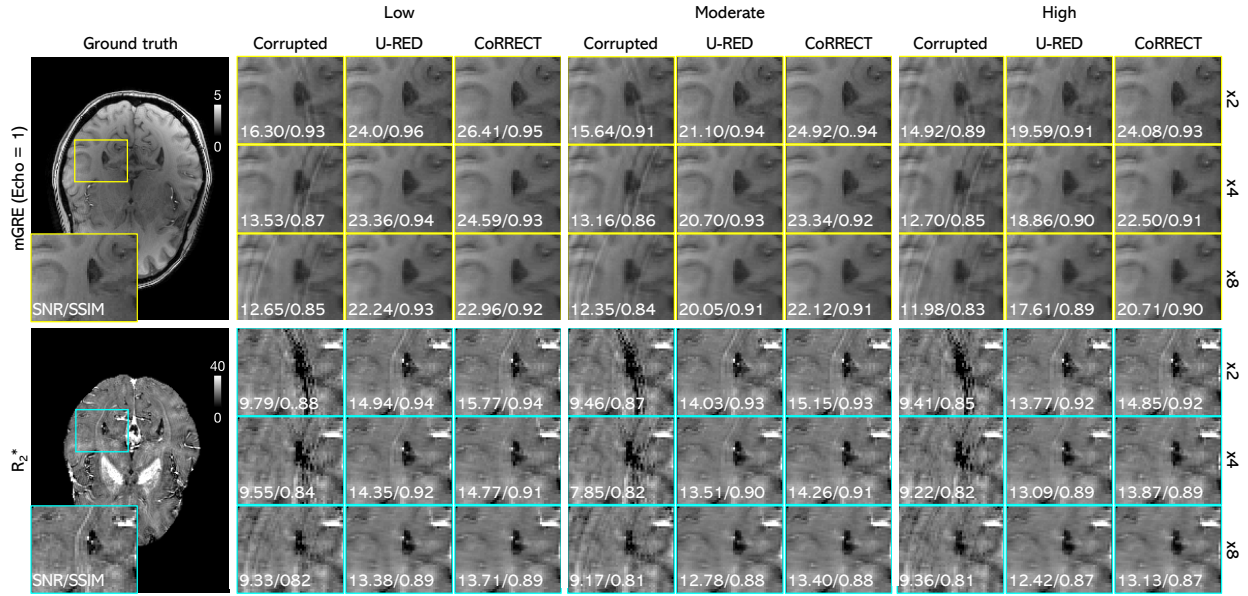 Low Moderate High
Ground truth Corrupted U-RED CoRRECT Corrupted U-RED CoRRECT Corrupted U-RED CoRRECT
mGRE (Echo = 1)
5
0
SNR/SSIM
16.30/0.93 24.0/0.96 26.41/0.95 15.64/0.91 21.10/0.94 24.92/0.94 14.92/0.89 19.59/0.91 24.08/0.93 x2
13.53/0.87 23.36/0.94 24.59/0.93 13.16/0.86 20.70/0.93 23.34/0.92 12.70/0.85 18.86/0.90 22.50/0.91 x4
12.65/0.85 22.24/0.93 22.96/0.92 12.35/0.84 20.05/0.91 22.12/0.91 11.98/0.83 17.61/0.89 20.71/0.90 x8
R2*
40
0
SNR/SSIM
9.79/0..88 14.94/0.94 15.77/0.94 9.46/0.87 14.03/0.93 15.15/0.93 9.41/0.85 13.77/0.92 14.85/0.92 x2
9.55/0.84 14.35/0.92 14.77/0.91 7.85/0.82 13.51/0.90 14.26/0.91 9.22/0.82 13.09/0.89 13.87/0.89 x4
9.33/082 13.38/0.89 13.71/0.89 9.17/0.81 12.78/0.88 13.40/0.88 9.36/0.81 12.42/0.87 13.13/0.87 x8